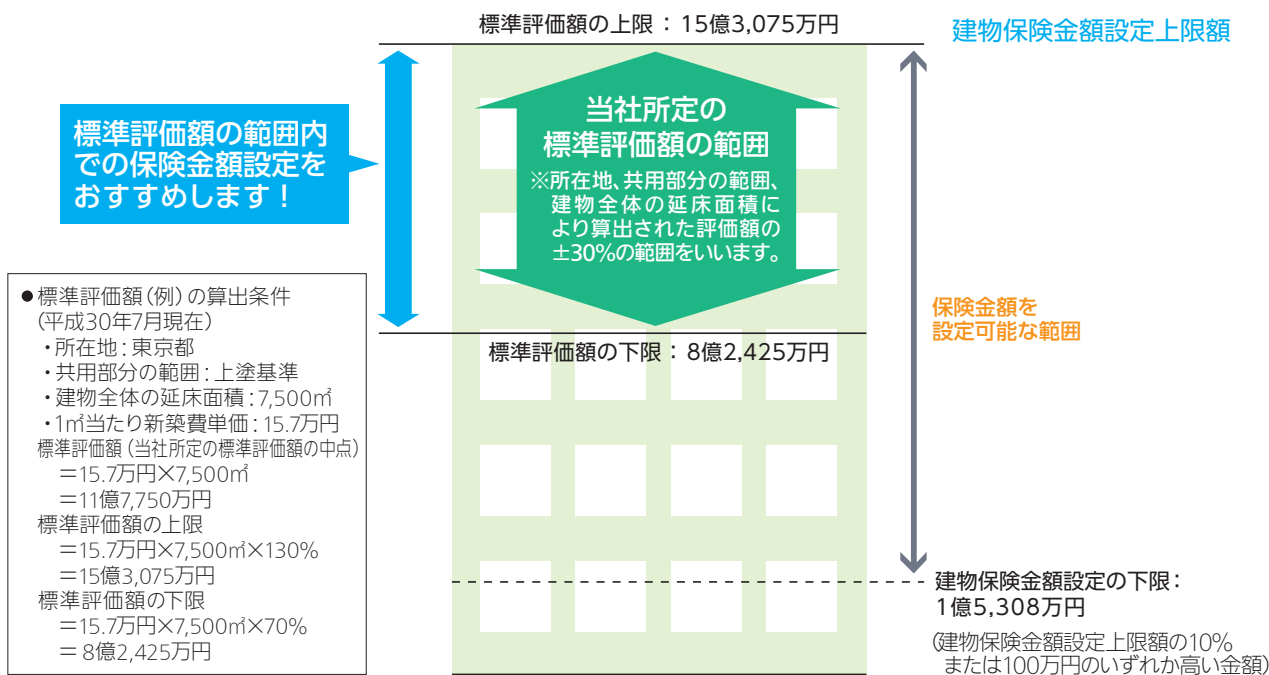 標準評価額の上限：15億3,075万円
建物保険金額設定上限額
標準評価額の範囲内
での保険金額設定を
おすすめします！
当社所定の
標準評価額の範囲
※所在地、共用部分の範囲、
建物全体の延床面積に
より算出された評価額の
±30%の範囲をいいます。
●標準評価額（例）の算出条件
（平成30年7月現在）
・所在地：東京都
・共用部分の範囲：上塗基準
・建物全体の延床面積：7,500㎡
・1㎡当たり新築費単価：15.7万円
標準評価額（当社所定の標準評価額の中点）
＝15.7万円×7,500㎡
＝11億7,750万円
標準評価額の上限
＝15.7万円×7,500㎡×130%
＝15億3,075万円
標準評価額の下限
＝15.7万円×7,500㎡×70%
＝8億2,425万円
標準評価額の下限：8億2,425万円
保険金額を
設定可能な範囲
建物保険金額設定の下限：
1億5,308万円
（建物保険金額設定上限額の10%
または100万円のいずれか高い金額）